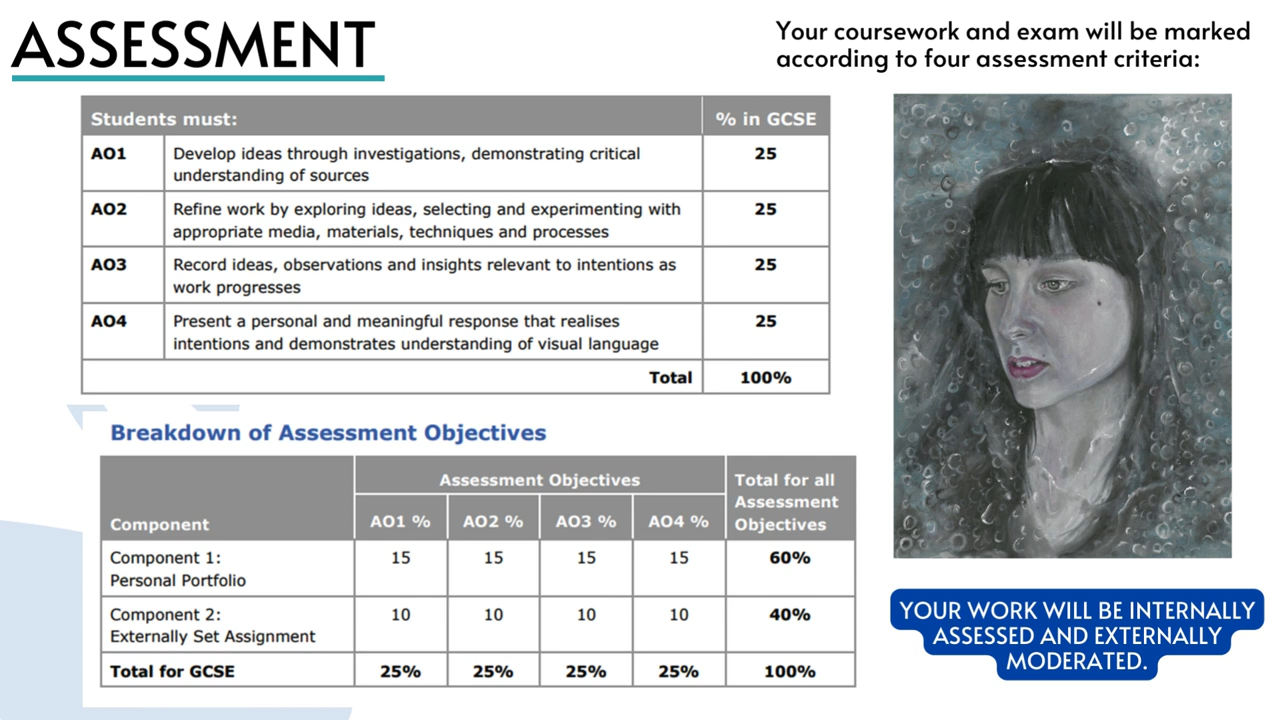 ASSESSMENT
Your coursework and exam will be marked
according to four assessment criteria:
Students must: % in GCSE
AO1 Develop ideas through investigations, demonstrating critical 25
understanding of sources
AO2 Refine work by exploring ideas, selecting and experimenting with 25
appropriate media, materials, techniques and processes
AO3 Record ideas, observations and insights relevant to intentions as 25
work progresses
AO4 Present a personal and meaningful response that realises 25
intentions and demonstrates understanding of visual language
Total 100%
Breakdown of Assessment Objectives
Component
Assessment Objectives
AO1 % AO2 % AO3 % AO4 %
Total for all
Assessment
Objectives
Component 1: 15 15 15 15 60%
Personal Portfolio
Component 2: 10 10 10 10 40%
Externally Set Assignment
Total for GCSE 25% 25% 25% 25% 100%
YOUR WORK WILL BE INTERNALLY
ASSESSED AND EXTERNALLY
MODERATED.